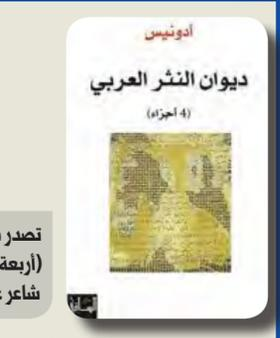 أدونيس
ديوان النثر العربي
(4 أجزاء)
تصدر
(أربعة
شاعر